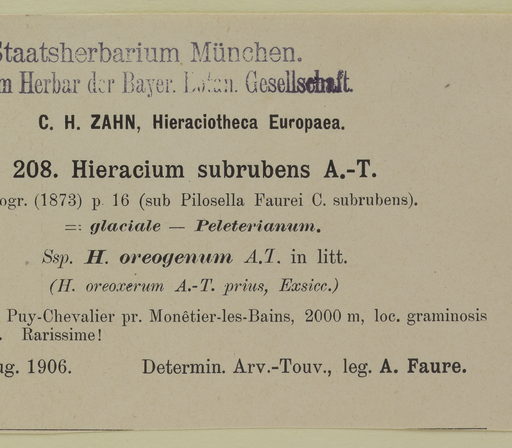 Staatsherbarium München.
m Herbar der Bayer. Botan. Gesellschaft.
C. H. ZAHN, Hieraciotheca Europaea.
208. Hieracium subrubens A.-T.
ogr. (1873) p. 16 (sub Pilosella Faurei C. subrubens).
=: glaciale — Peleterianum.
Ssp. H. oreogenum A.T. in litt.
(H. oreoxerum A.-T. prius, Exsicc.)
Puy-Chevalier pr. Monêtier-les-Bains, 2000 m, loc. graminosis
. Rarissime!
ug. 1906. Determin. Arv.-Touv., leg. A. Faure.